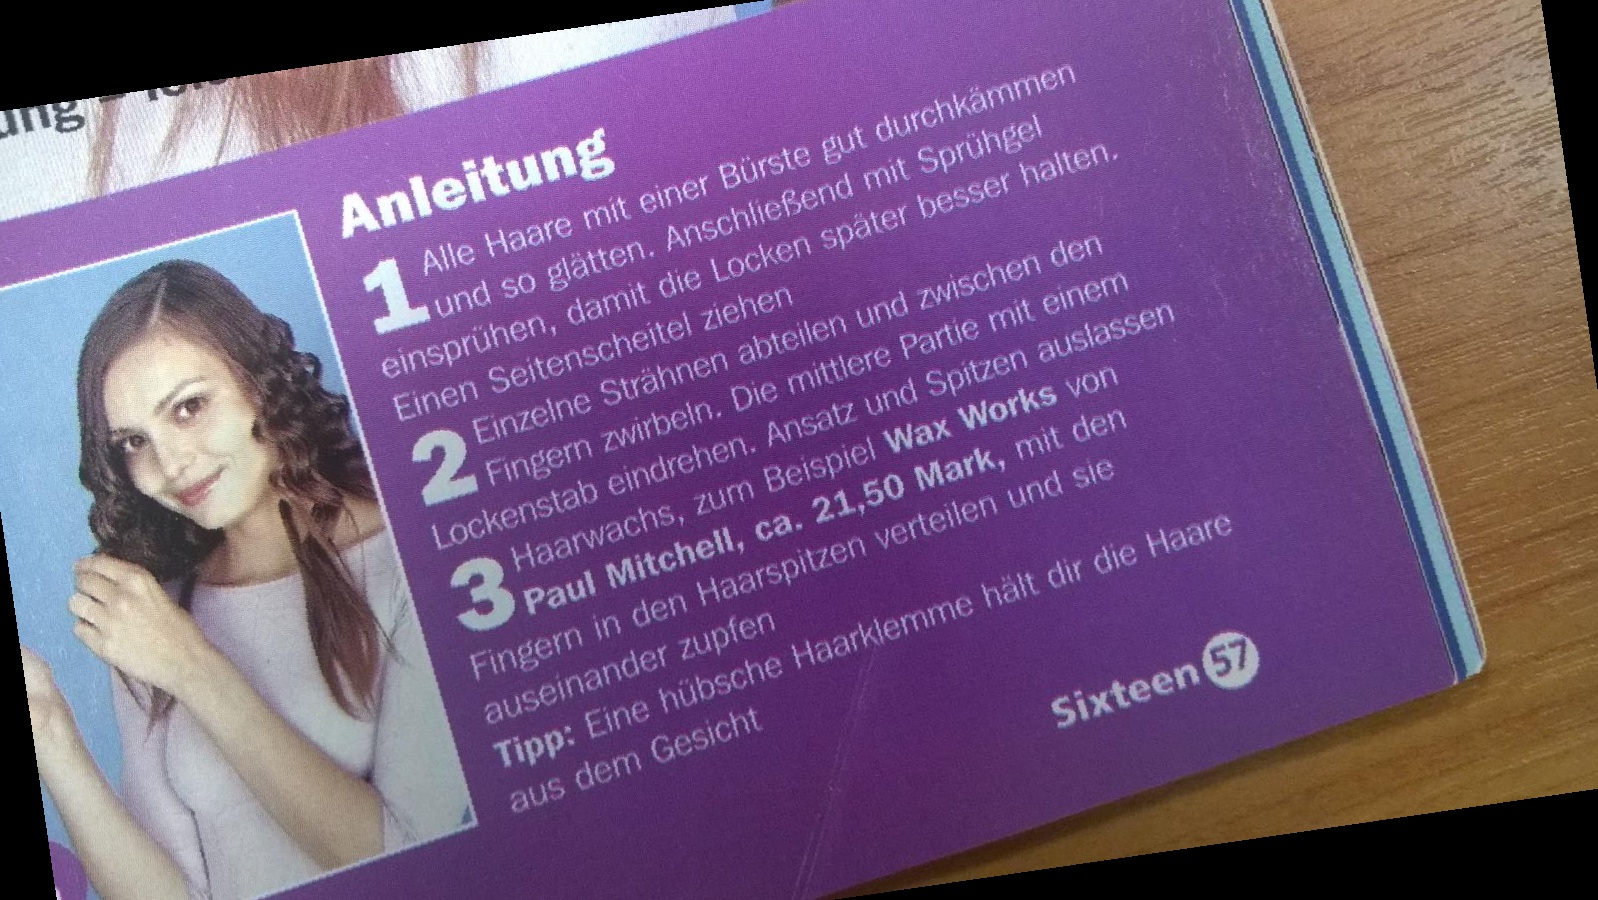 Anleitung
1 Alle Haare mit einer Bürste gut durchkämmen
und so glätten. Anschließend mit Sprühgel
einsprühen, damit die Locken später besser halten.
Einen Seitenscheitel ziehen
2 Einzelne Strähnen abteilen und zwischen den
Fingern zwirbeln. Die mittlere Partie mit einem
Lockenstab eindrehen. Ansatz und Spitzen auslassen
3 Haarwachs, zum Beispiel Wax Works von
Paul Mitchell, ca. 21,50 Mark, mit den
Fingern in den Haarspitzen verteilen und sie
auseinander zupfen
Tipp: Eine hübsche Haarklemme hält dir die Haare
aus dem Gesicht
Sixteen 57